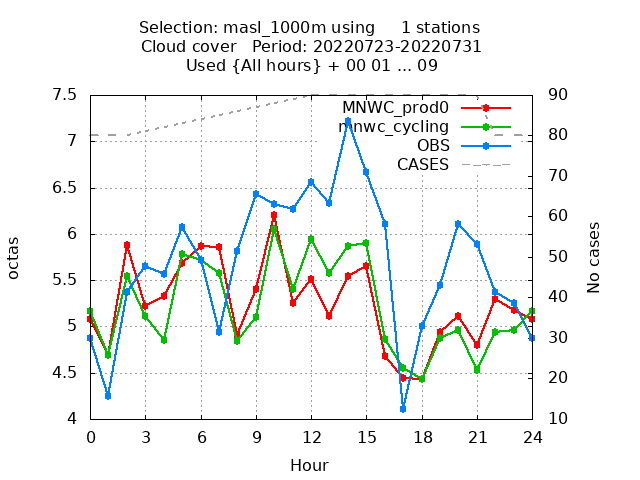 Selection: masl_1000m using 1 stations
Cloud cover Period: 20220723-20220731
Used {All hours} + 00 01 ... 09
7.5
7
6.5
6
5.5
5
4.5
4
octas
90
80
70
60
50
40
30
20
10
No cases
MNWC_prod0
mnwc_cycling
OBS
CASES
0 3 6 9 12 15 18 21 24
Hour